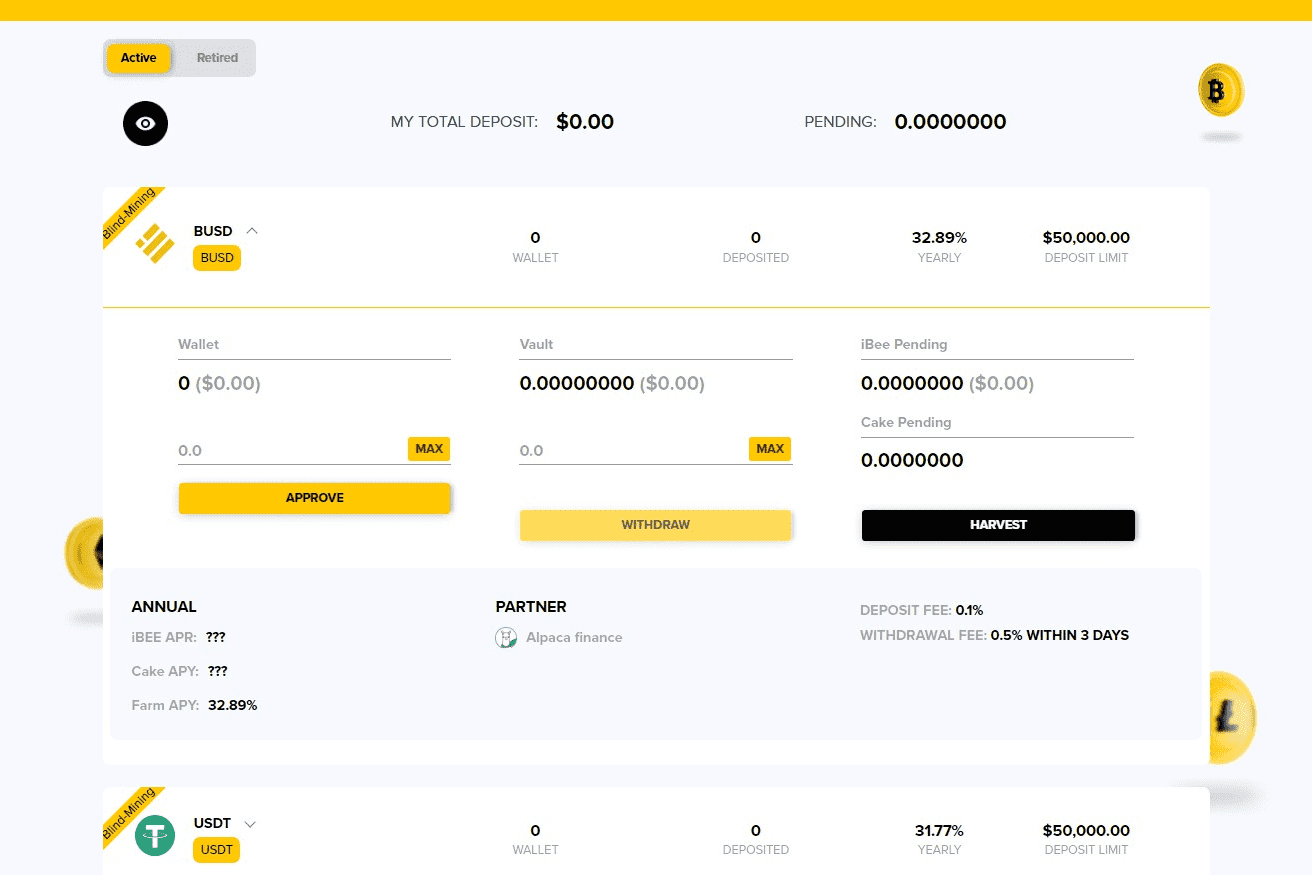 Active Retired
MY TOTAL DEPOSIT: $0.00 PENDING: 0.0000000
Blind-Mining
BUSD
BUSD
0 0 32.89% $50,000.00
WALLET DEPOSITED YEARLY DEPOSIT LIMIT
Wallet Vault iBee Pending
0 ($0.00) 0.00000000 ($0.00) 0.0000000 ($0.00)
Cake Pending
0.0 MAX 0.0 MAX
0.0000000
APPROVE
WITHDRAW HARVEST
ANNUAL PARTNER DEPOSIT FEE: 0.1%
iBEE APR: ??? Alpaca finance WITHDRAWAL FEE: 0.5% WITHIN 3 DAYS
Cake APY: ???
Farm APY: 32.89%
Blind-Mining
USDT
USDT
0 0 31.77% $50,000.00
WALLET DEPOSITED YEARLY DEPOSIT LIMIT